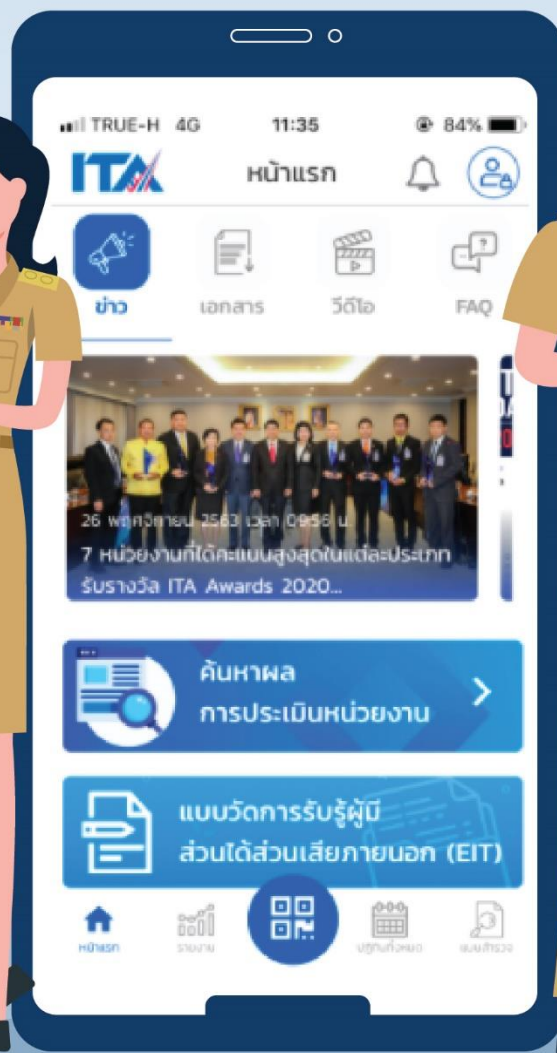 TRUE-H 4G 11:35 84%
ITA หน้าแรก
ข่าว เอกสาร วีดีโอ FAQ
26 พฤศจิกายน 2563 เวลา 09:56 น.
7 หน่วยงานที่ได้คะแนนสูงสุดในแต่ละประเภท
รับรางวัล ITA Awards 2020...
ค้นหาผล
การประเมินหน่วยงาน
แบบวัดการรับรู้ผู้มี
ส่วนได้ส่วนเสียภายนอก (EIT)
หน้าแรก รายงาน ปฏิทินทั้งหมด แบบสำรวจ